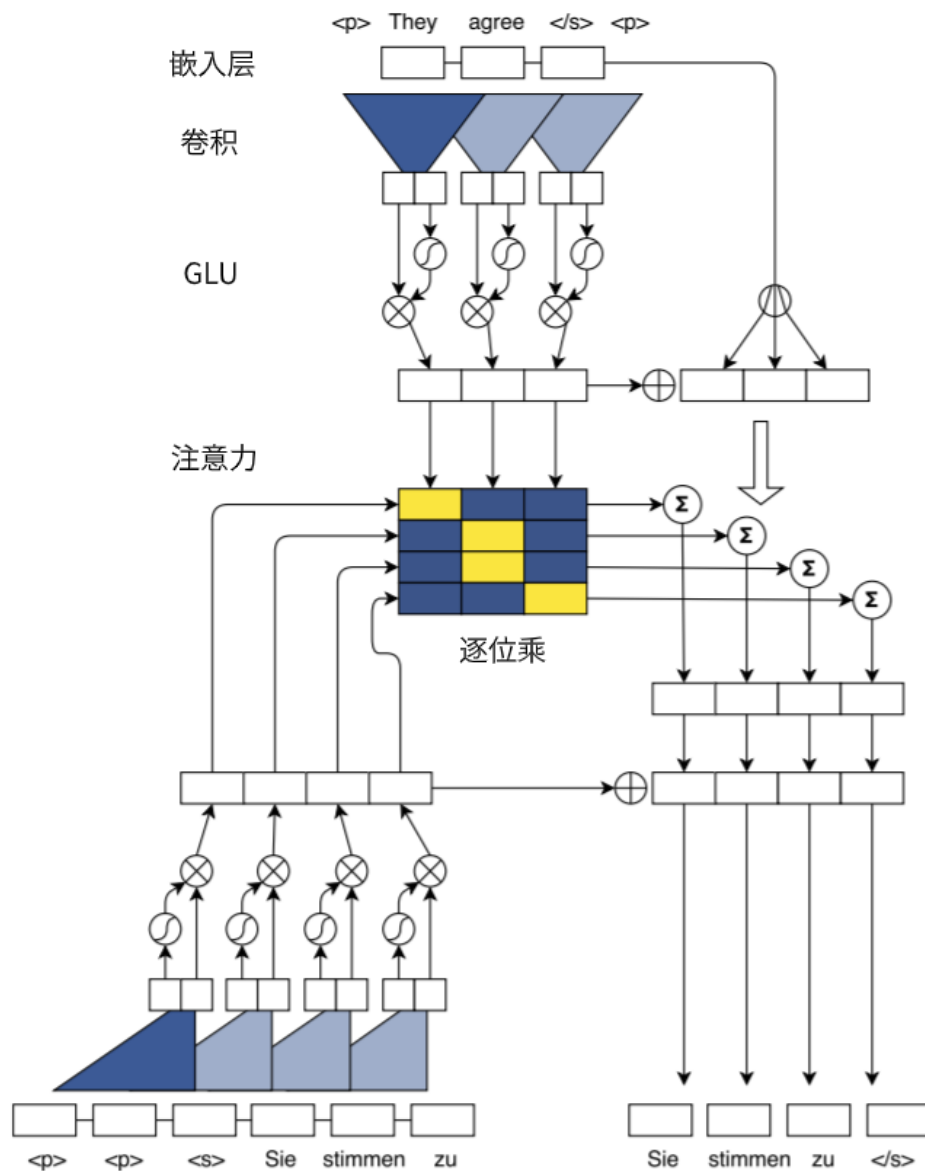 <p> They agree </s> <p>
嵌入层
卷积
GLU
注意力
Σ
Σ
Σ
Σ
逐位乘
<p> <p> <s> Sie stimmen zu
Sie stimmen zu </s>